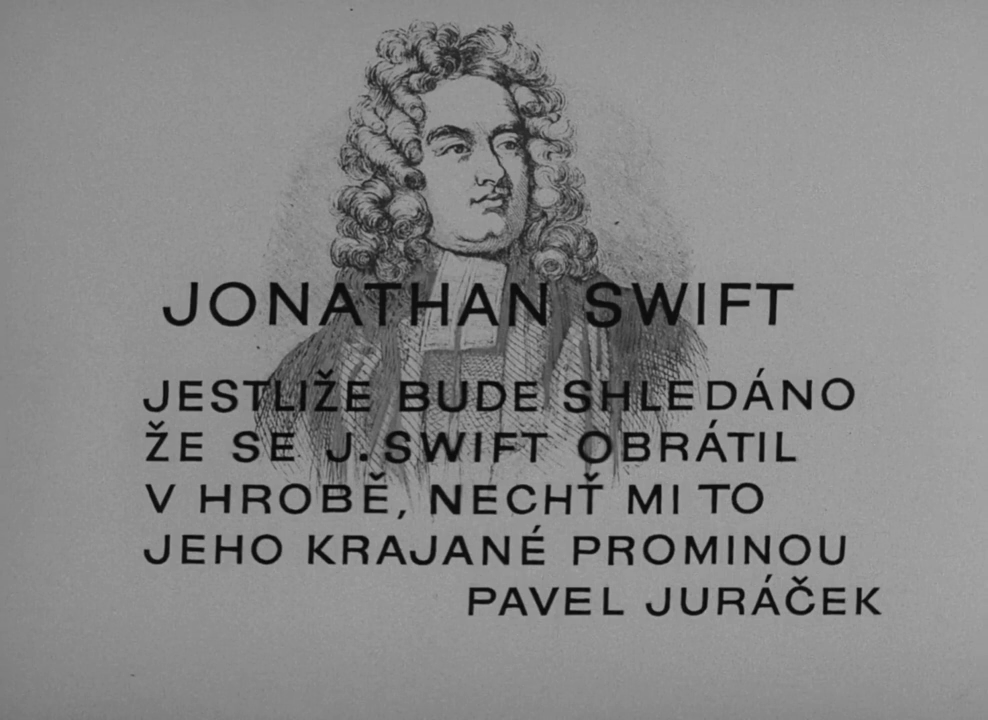 JONATHAN SWIFT
JESTLIŽE BUDE SHLEDÁNO
ŽE SE J. SWIFT OBRÁTIL
V HROBĚ, NECHŤ MI TO
JEHO KRAJANÉ PROMINOU
PAVEL JURÁČEK